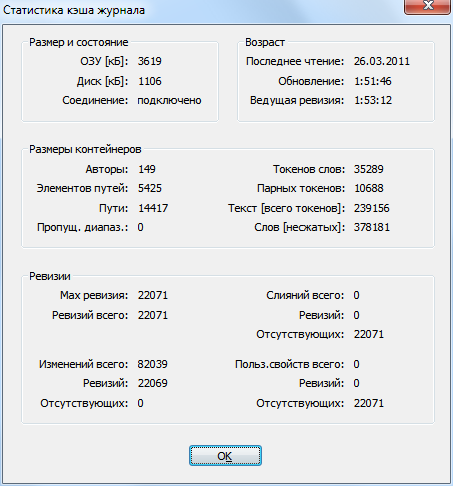 Статистика кэша журнала
Размер и состояние
ОЗУ [кБ]: 3619
Диск [кБ]: 1106
Соединение: подключено
Возраст
Последнее чтение: 26.03.2011
Обновление: 1:51:46
Ведущая ревизия: 1:53:12
Размеры контейнеров
Авторы: 149
Элементов путей: 5425
Пути: 14417
Пропущ. диапаз.: 0
Токенов слов: 35289
Парных токенов: 10688
Текст [всего токенов]: 239156
Слов [несжатых]: 378181
Ревизии
Max ревизия: 22071
Ревизий всего: 22071
Слияний всего: 0
Ревизий: 0
Отсутствующих: 22071
Изменений всего: 82039
Ревизий: 22069
Отсутствующих: 0
Польз.свойств всего: 0
Ревизий: 0
Отсутствующих: 22071
OK